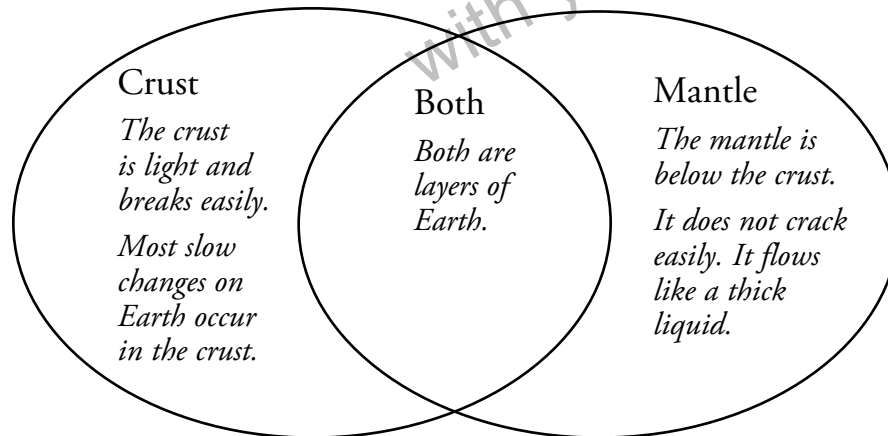 with y
Crust
The crust
is light and
breaks easily.
Most slow
changes on
Earth occur
in the crust.
Both
Both are
layers of
Earth.
Mantle
The mantle is
below the crust.
It does not crack
easily. It flows
like a thick
liquid.